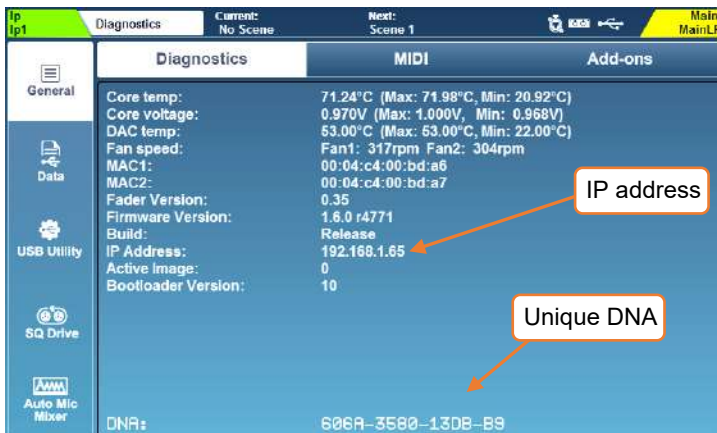 Ip
Ip1
Diagnostics
Current:
No Scene
Next:
Scene 1
Main
MainLR
Diagnostics
MIDI
Add-ons
General
Data
USB Utility
SQ Drive
Auto Mic
Mixer
Core temp: 71.24°C (Max: 71.98°C, Min: 20.92°C)
Core voltage: 0.970V (Max: 1.000V, Min: 0.968V)
DAC temp: 53.00°C (Max: 53.00°C, Min: 22.00°C)
Fan speed: Fan1: 317rpm Fan2: 304rpm
MAC1: 00:04:c4:00:bd:a6
MAC2: 00:04:c4:00:bd:a7
Fader Version: 0.35
Firmware Version: 1.6.0 r4771
Build: Release
IP Address: 192.168.1.65
Active Image: 0
Bootloader Version: 10
IP address
Unique DNA
DNA: 606A-3580-13DB-B9